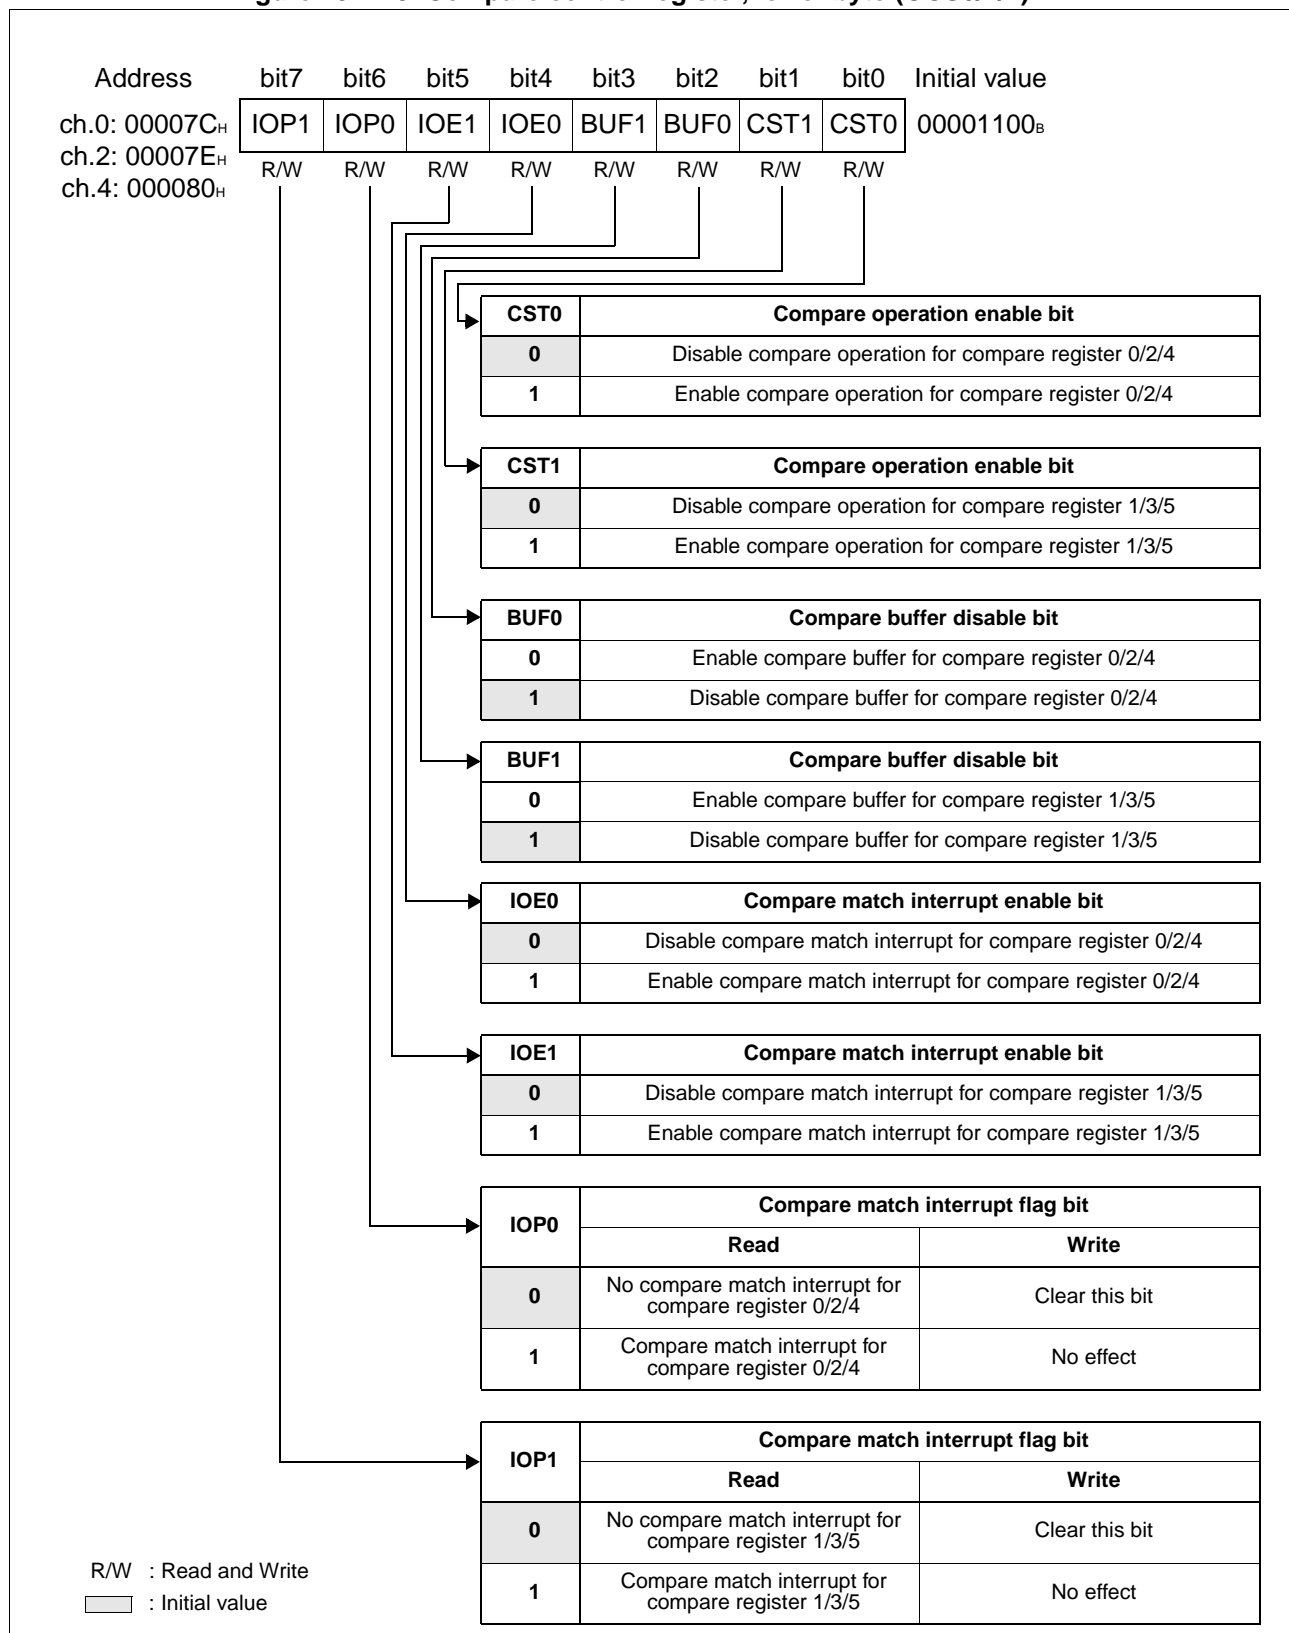 Address bit7 bit6 bit5 bit4 bit3 bit2 bit1 bit0 Initial value
ch.0: 00007CH IOP1 IOP0 IOE1 IOE0 BUF1 BUF0 CST1 CST0 00001100B
ch.2: 00007EH R/W R/W R/W R/W R/W R/W R/W R/W
ch.4: 000080H
CST0 Compare operation enable bit
0 Disable compare operation for compare register 0/2/4
1 Enable compare operation for compare register 0/2/4
CST1 Compare operation enable bit
0 Disable compare operation for compare register 1/3/5
1 Enable compare operation for compare register 1/3/5
BUF0 Compare buffer disable bit
0 Enable compare buffer for compare register 0/2/4
1 Disable compare buffer for compare register 0/2/4
BUF1 Compare buffer disable bit
0 Enable compare buffer for compare register 1/3/5
1 Disable compare buffer for compare register 1/3/5
IOE0 Compare match interrupt enable bit
0 Disable compare match interrupt for compare register 0/2/4
1 Enable compare match interrupt for compare register 0/2/4
IOE1 Compare match interrupt enable bit
0 Disable compare match interrupt for compare register 1/3/5
1 Enable compare match interrupt for compare register 1/3/5
IOP0 Compare match interrupt flag bit
Read Write
0 No compare match interrupt for compare register 0/2/4 Clear this bit
1 Compare match interrupt for compare register 0/2/4 No effect
IOP1 Compare match interrupt flag bit
Read Write
0 No compare match interrupt for compare register 1/3/5 Clear this bit
1 Compare match interrupt for compare register 1/3/5 No effect
R/W : Read and Write
: Initial value